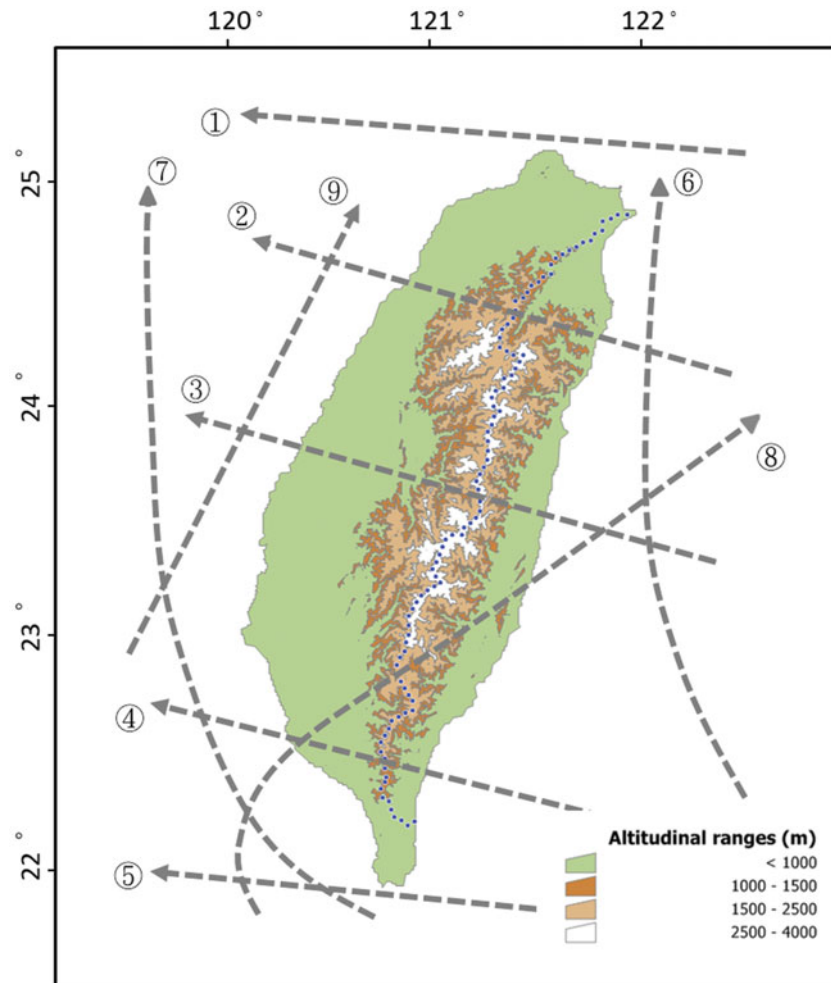 120° 121° 122°
①
⑦
25°
⑥
⑨
②
24°
③
⑧
23°
④
Altitudinal ranges (m)
< 1000
22°
⑤
1000 - 1500
1500 - 2500
2500 - 4000